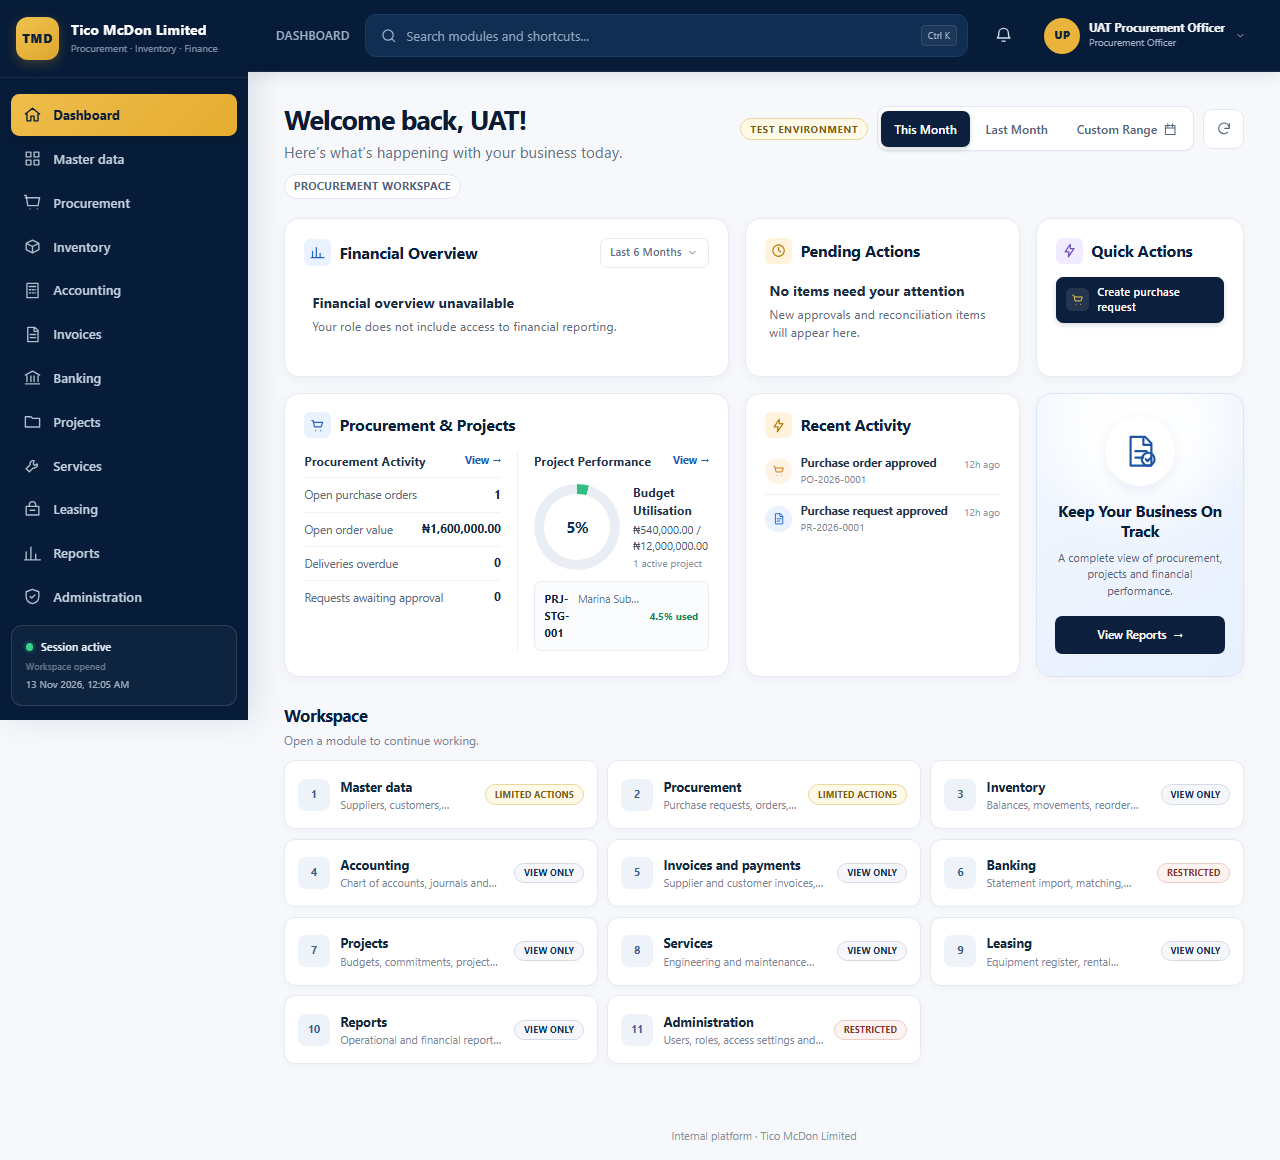 TMD
Tico McDon Limited
Procurement · Inventory · Finance
Dashboard
Master data
Procurement
Inventory
Accounting
Invoices
Banking
Projects
Services
Leasing
Reports
Administration
Session active
Workspace opened
13 Nov 2026, 12:05 AM
DASHBOARD
Search modules and shortcuts...
Ctrl K
UP
UAT Procurement Officer
Procurement Officer
Welcome back, UAT!
Here's what's happening with your business today.
PROCUREMENT WORKSPACE
TEST ENVIRONMENT
This Month
Last Month
Custom Range
Financial Overview
Last 6 Months
Financial overview unavailable
Your role does not include access to financial reporting.
Pending Actions
No items need your attention
New approvals and reconciliation items
will appear here.
Quick Actions
Create purchase
request
Procurement & Projects
Procurement Activity
View →
Open purchase orders
1
Open order value
₦1,600,000.00
Deliveries overdue
0
Requests awaiting approval
0
Project Performance
View →
5%
Budget
Utilisation
₦540,000.00 /
₦12,000,000.00
1 active project
PRJ-
STG-
001
Marina Sub...
4.5% used
Recent Activity
Purchase order approved
12h ago
PO-2026-0001
Purchase request approved
12h ago
PR-2026-0001
Keep Your Business On
Track
A complete view of procurement,
projects and financial
performance.
View Reports →
Workspace
Open a module to continue working.
1
Master data
Suppliers, customers,...
LIMITED ACTIONS
2
Procurement
Purchase requests, orders,...
LIMITED ACTIONS
3
Inventory
Balances, movements, reorder...
VIEW ONLY
4
Accounting
Chart of accounts, journals and...
VIEW ONLY
5
Invoices and payments
Supplier and customer invoices,...
VIEW ONLY
6
Banking
Statement import, matching,...
RESTRICTED
7
Projects
Budgets, commitments, project...
VIEW ONLY
8
Services
Engineering and maintenance...
VIEW ONLY
9
Leasing
Equipment register, rental...
VIEW ONLY
10
Reports
Operational and financial report...
VIEW ONLY
11
Administration
Users, roles, access settings and...
RESTRICTED
Internal platform · Tico McDon Limited